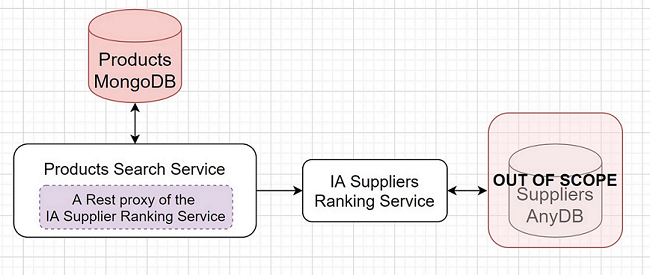 Products
MongoDB
Products Search Service
A Rest proxy of the
IA Supplier Ranking Service
IA Suppliers
Ranking Service
OUT OF SCOPE
Suppliers
AnyDB